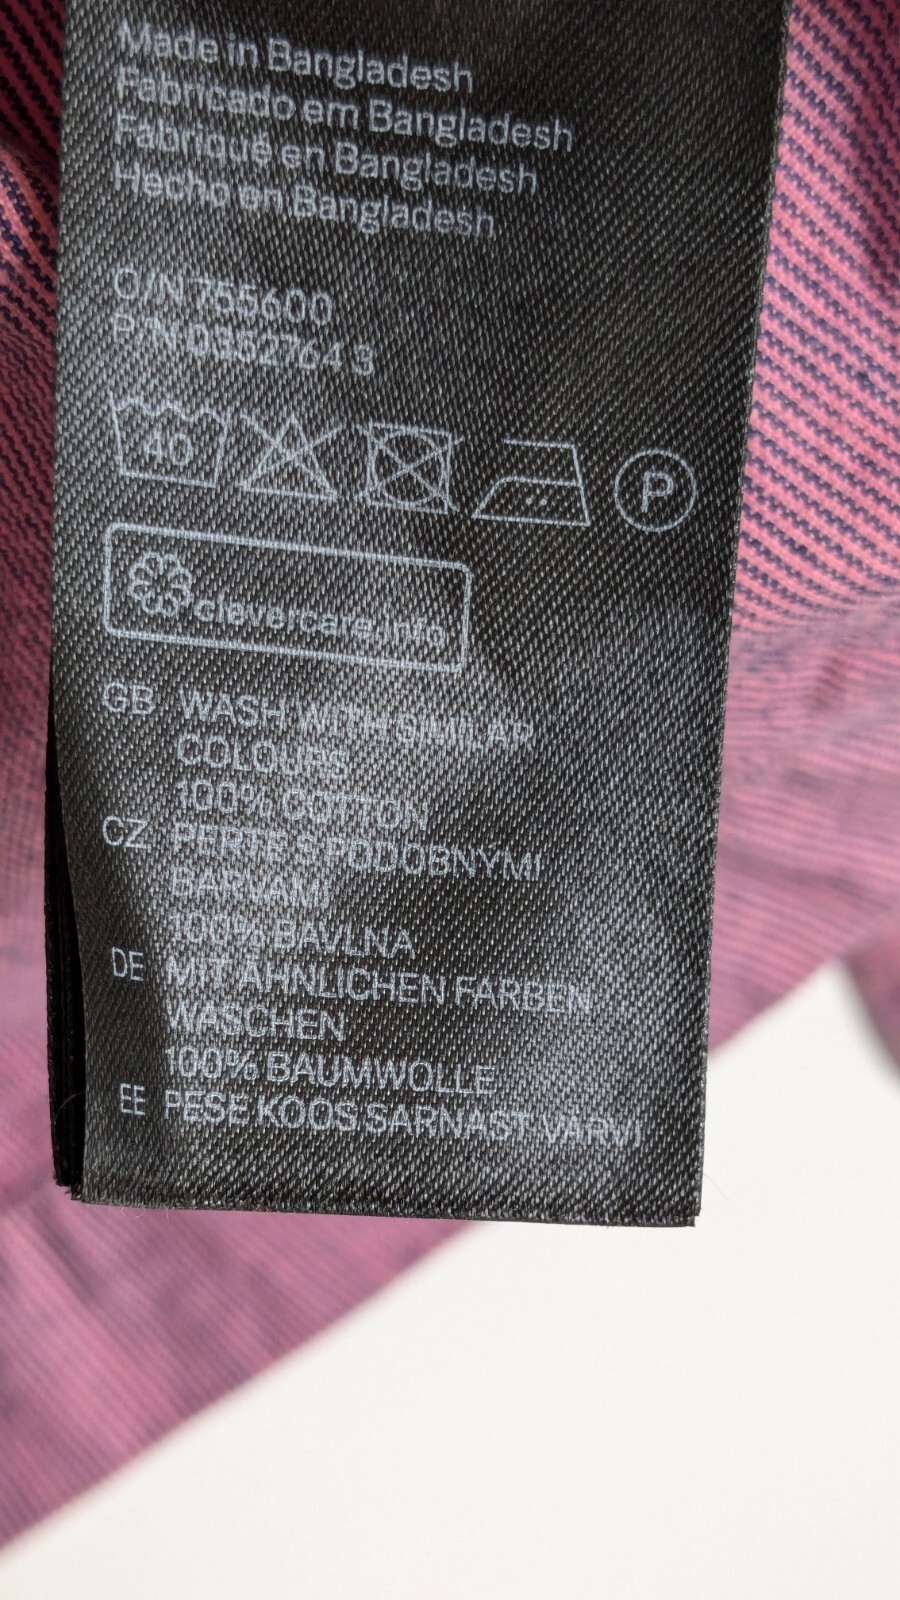 Made in Bangladesh
Fabricado em Bangladesh
Fabriqué en Bangladesh
Hecho en Bangladesh
O/N 755600
P/N 0352764 3
40
P
clevercare.info
GB WASH WITH SIMILAR
COLOURS
100% COTTON
CZ PERTE S PODOBNÝMI
BARVAMI
100% BAVLNA
DE MIT ÄHNLICHEN FARBEN
WASCHEN
100% BAUMWOLLE
EE PESE KOOS SARNAST VÄRVI